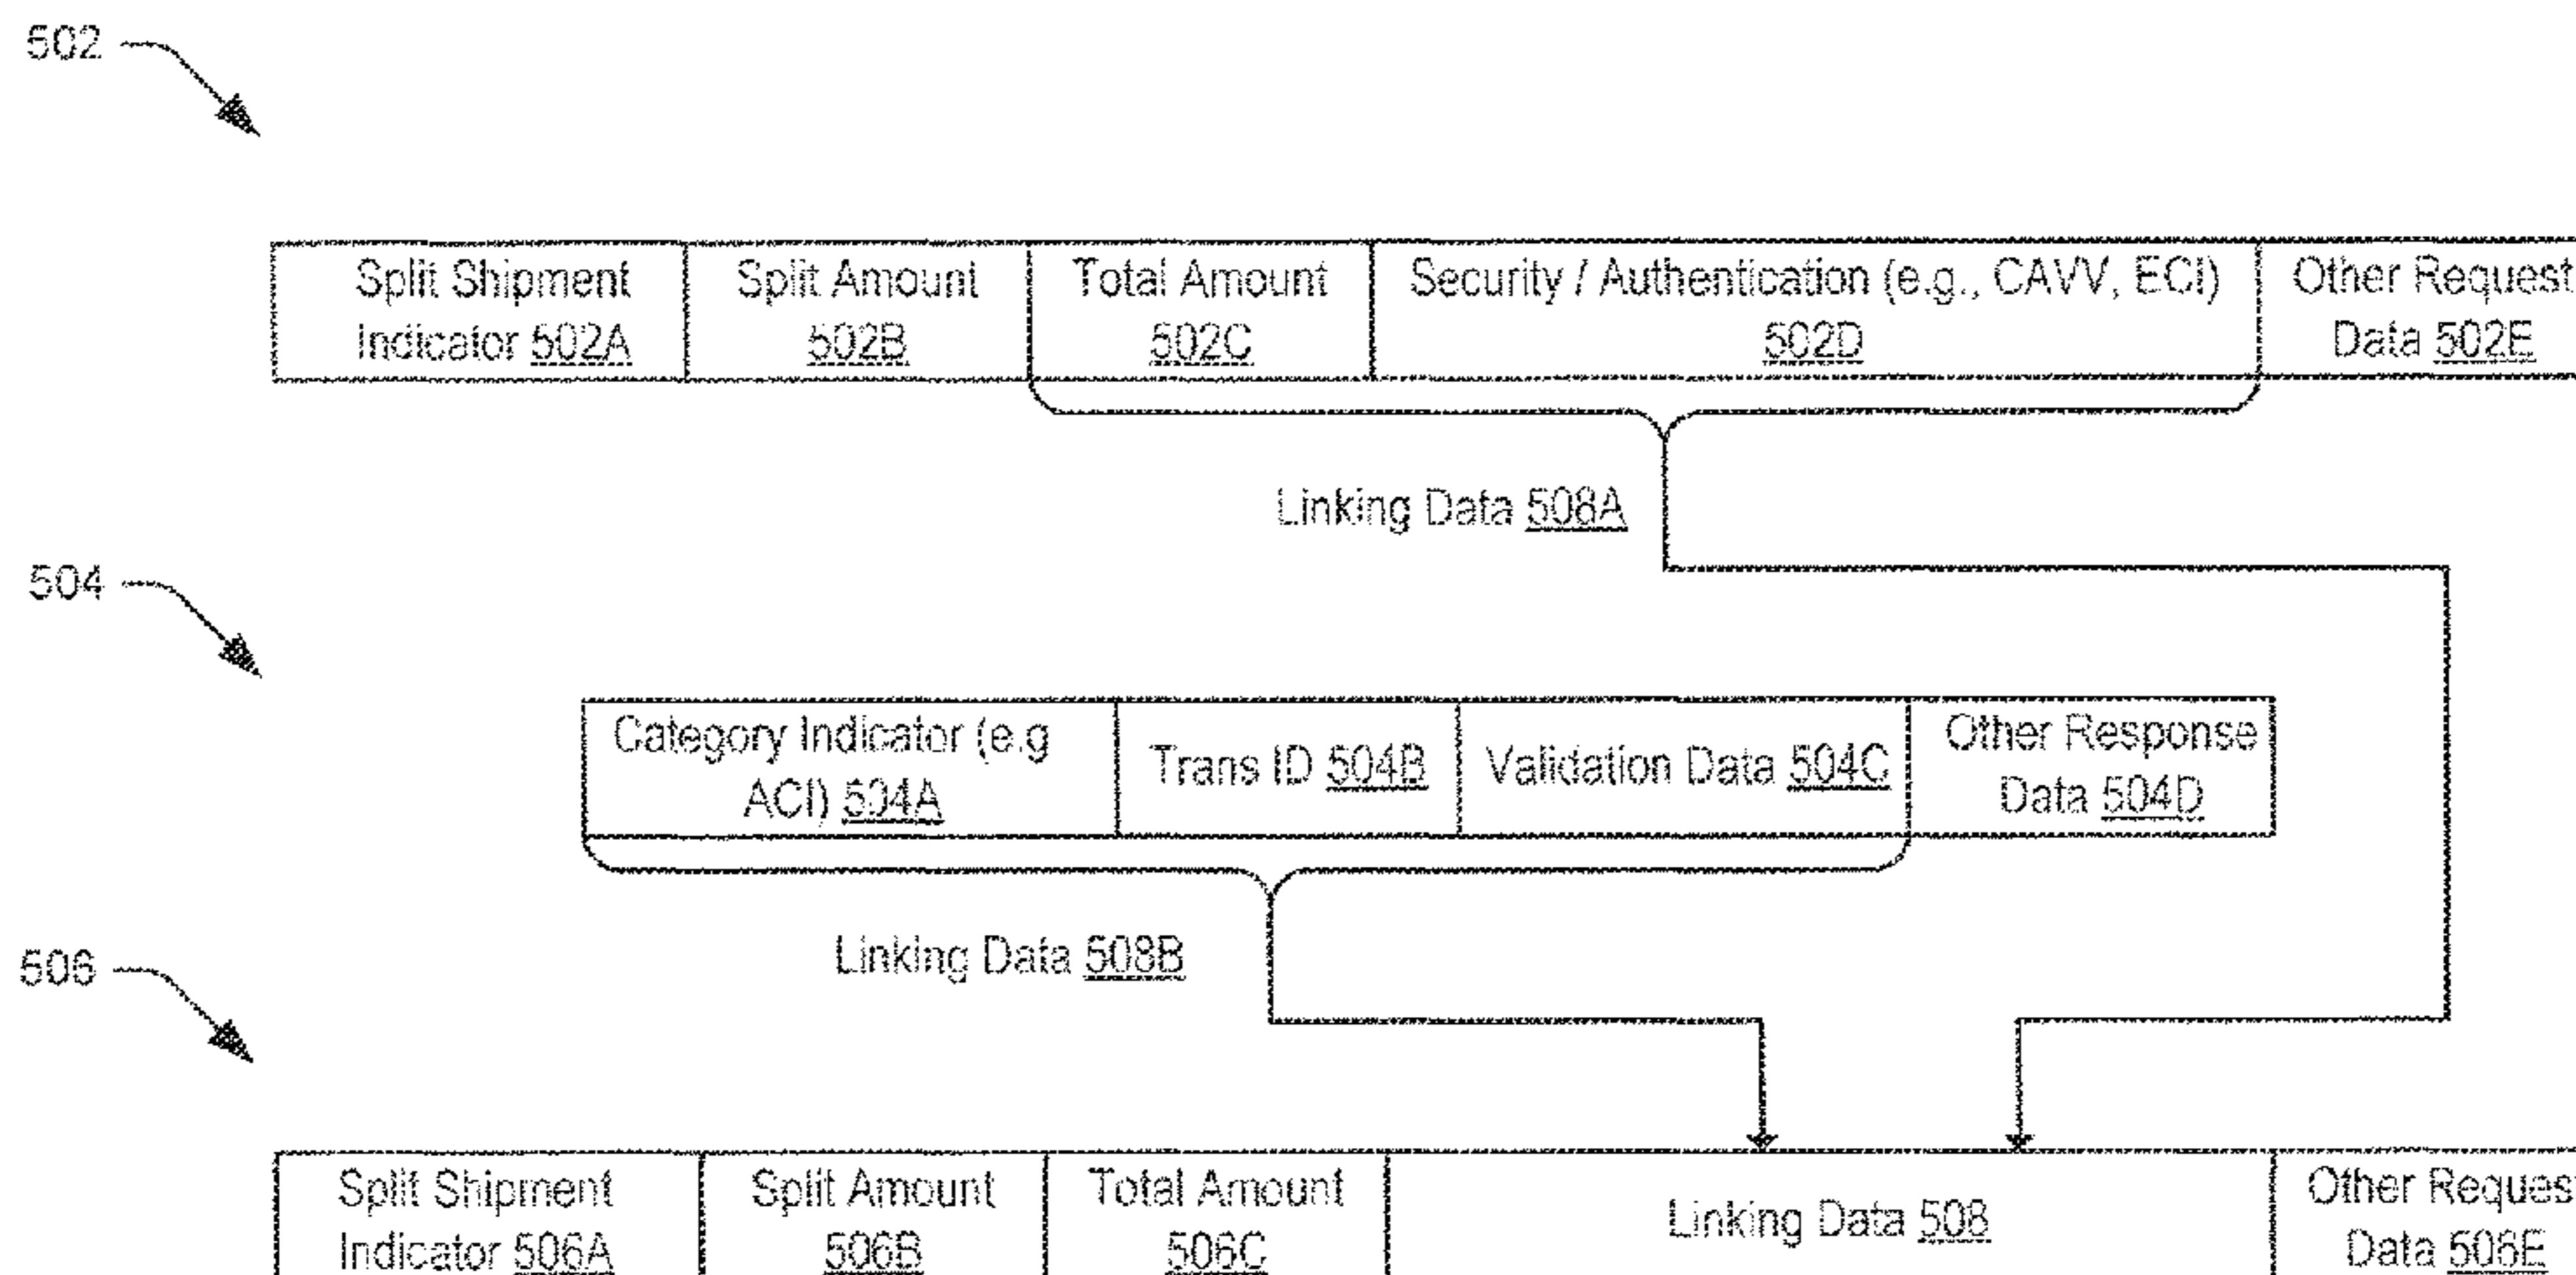 502
Split Shipment
Indicator 502A
Split Amount
502B
Total Amount
502C
Security / Authentication (e.g., CAVV, ECI)
502D
Other Request
Data 502E
Linking Data 508A
504
Category Indicator (e.g
ACI) 504A
Trans ID 504B
Validation Data 504C
Other Response
Data 504D
Linking Data 508B
506
Split Shipment
Indicator 506A
Split Amount
506B
Total Amount
506C
Linking Data 508
Other Request
Data 506E